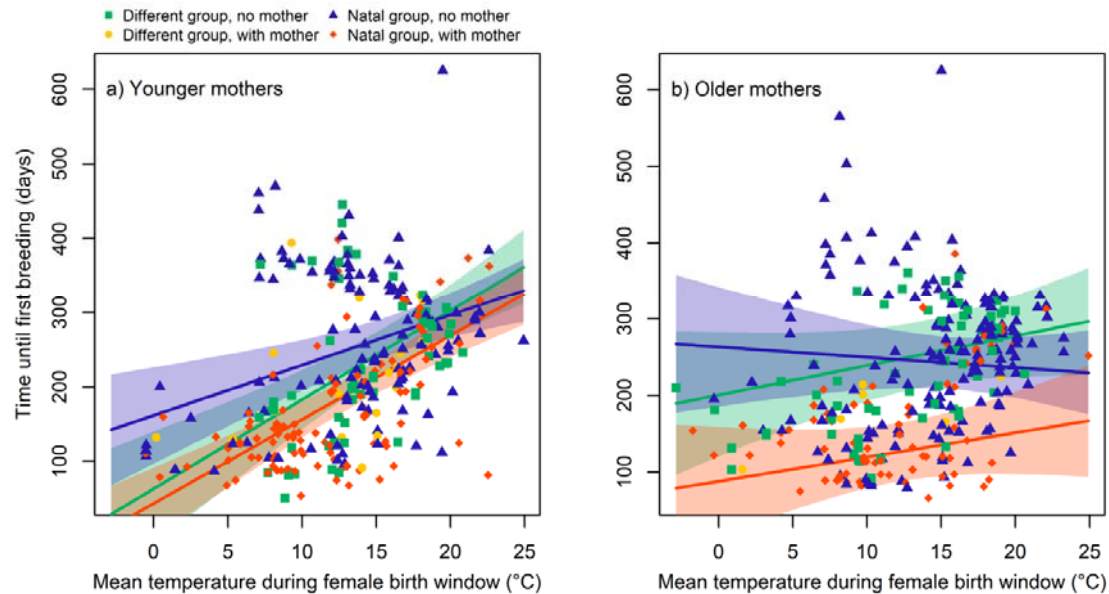 Different group, no mother
Natal group, no mother
Different group, with mother
Natal group, with mother
a) Younger mothers
b) Older mothers
Time until first breeding (days)
600
500
400
300
200
100
600
500
400
300
200
100
0 5 10 15 20 25
0 5 10 15 20 25
Mean temperature during female birth window (°C)
Mean temperature during female birth window (°C)